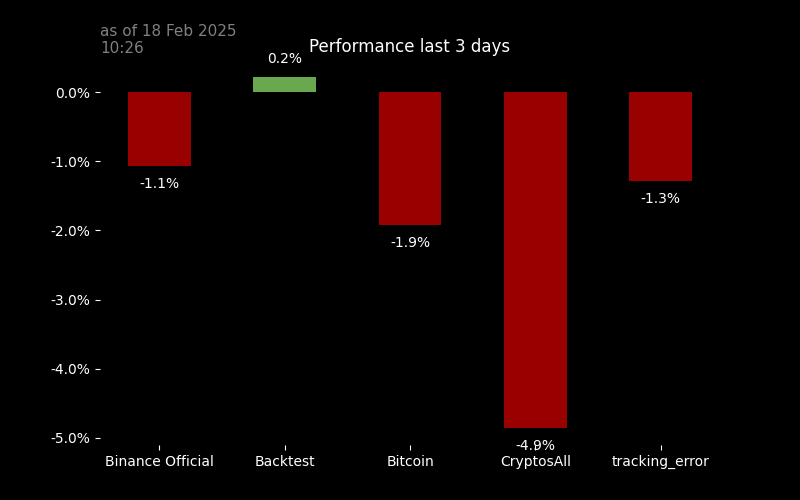 as of 18 Feb 2025
10:26
Performance last 3 days
0.2%
0.0%
-1.0%
-1.1%
-1.3%
-2.0%
-1.9%
-3.0%
-4.0%
-5.0%
-4.9%
Binance Official
Backtest
Bitcoin
CryptosAll
tracking_error